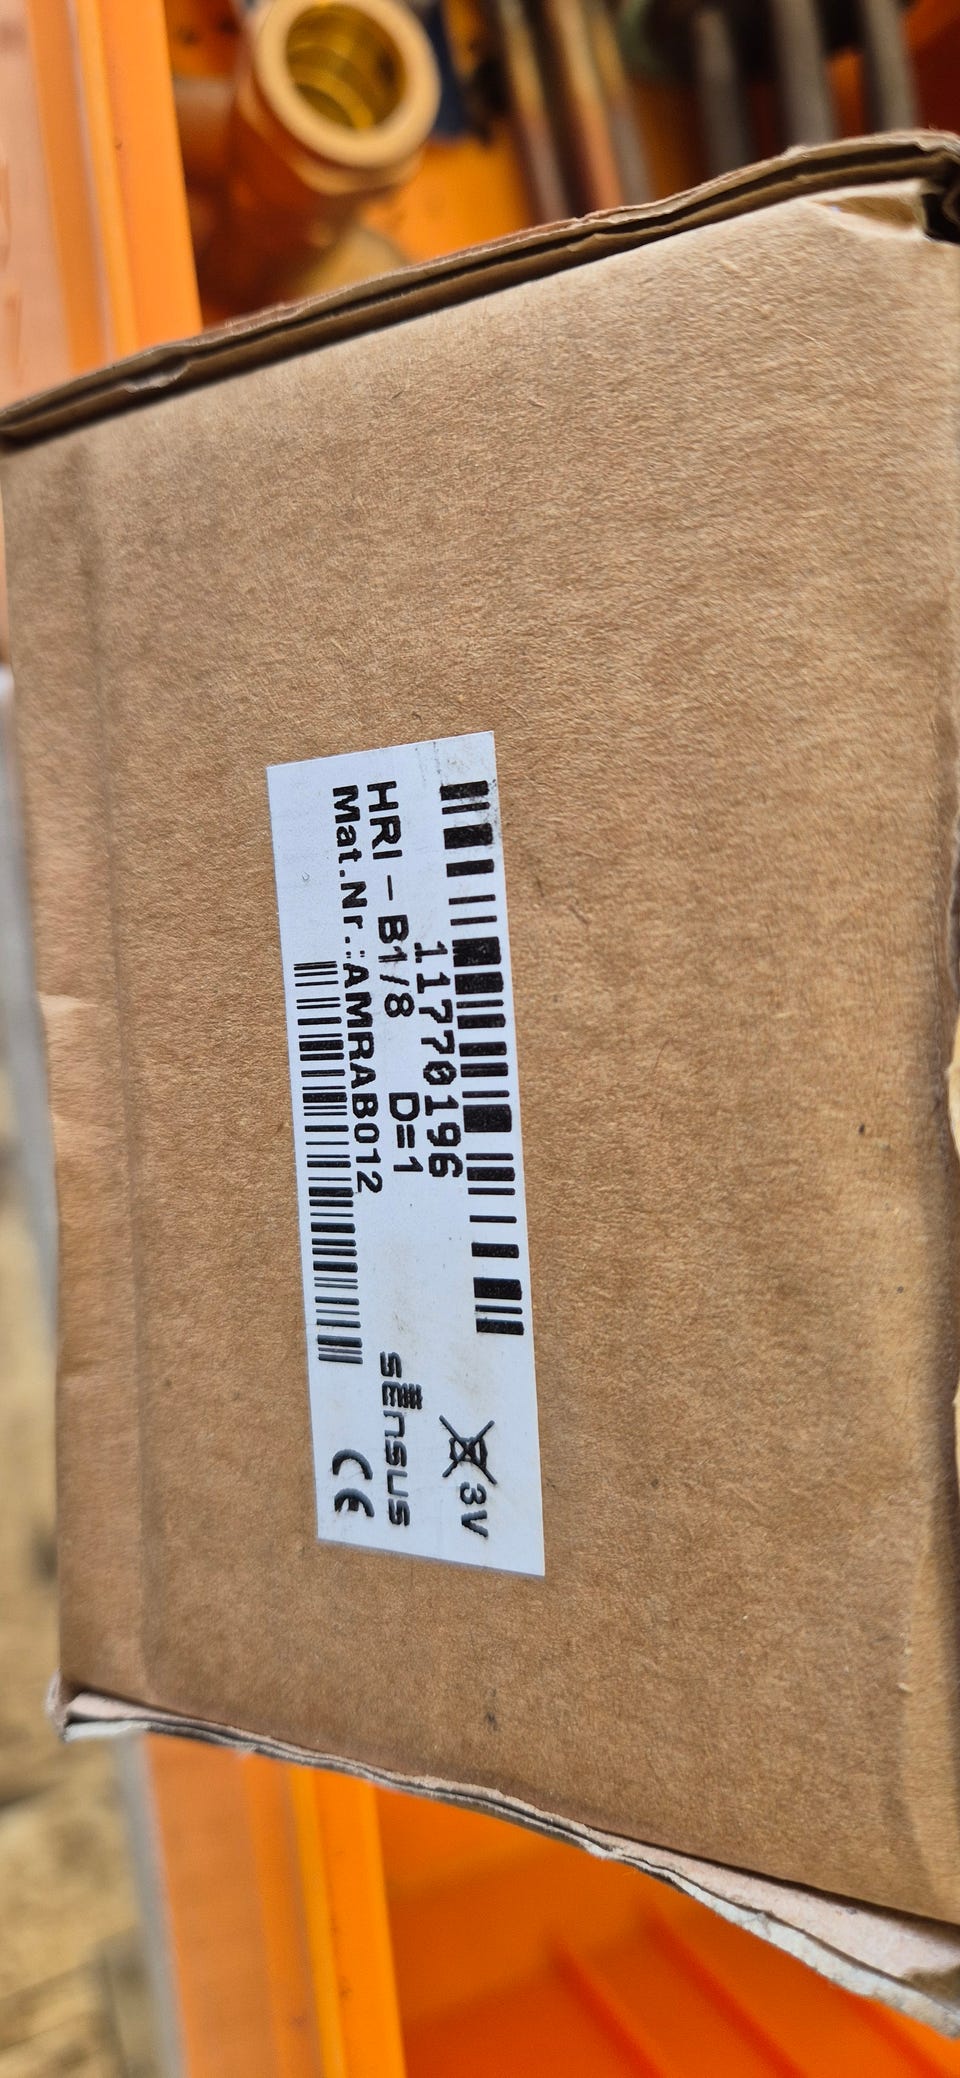 11770196
HRI - B1/8 D=1
Mat.Nr.:AMRAB012
3V
sensus
CE